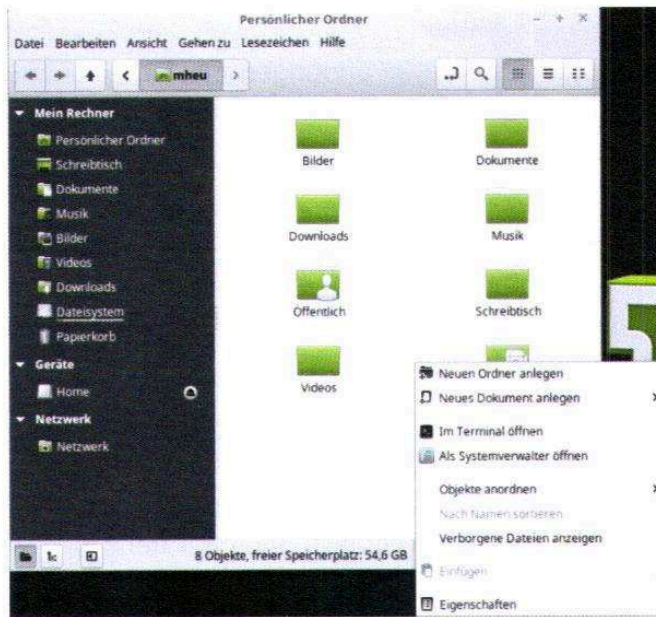 Persönlicher Ordner
Datei Bearbeiten Ansicht Gehen zu Lesezeichen Hilfe
mheu
Mein Rechner
Persönlicher Ordner
Schreibtisch
Dokumente
Musik
Bilder
Videos
Downloads
Dateisystem
Papierkorb
Geräte
Home
Netzwerk
Netzwerk
Bilder
Dokumente
Downloads
Musik
Öffentlich
Schreibtisch
Videos
Neuen Ordner anlegen
Neues Dokument anlegen
Im Terminal öffnen
Als Systemverwalter öffnen
Objekte anordnen
Nach Namen sortieren
Verborgene Dateien anzeigen
Einfügen
Eigenschaften
8 Objekte, freier Speicherplatz: 54,6 GB
5